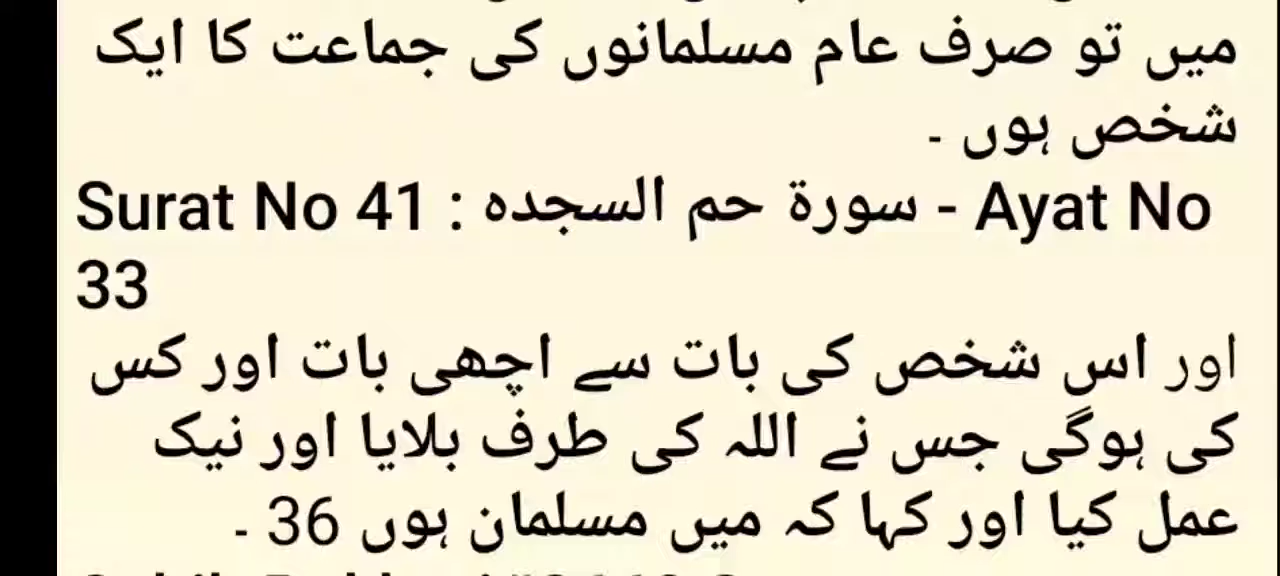 میں تو صرف عام مسلمانوں کی جماعت کا ایک
شخص ہوں ۔
Surat No 41 : سورۃ حم السجدہ - Ayat No
33
اور اس شخص کی بات سے اچھی بات اور کس
کی ہوگی جس نے اللہ کی طرف بلایا اور نیک
عمل کیا اور کہا کہ میں مسلمان ہوں 36 ۔